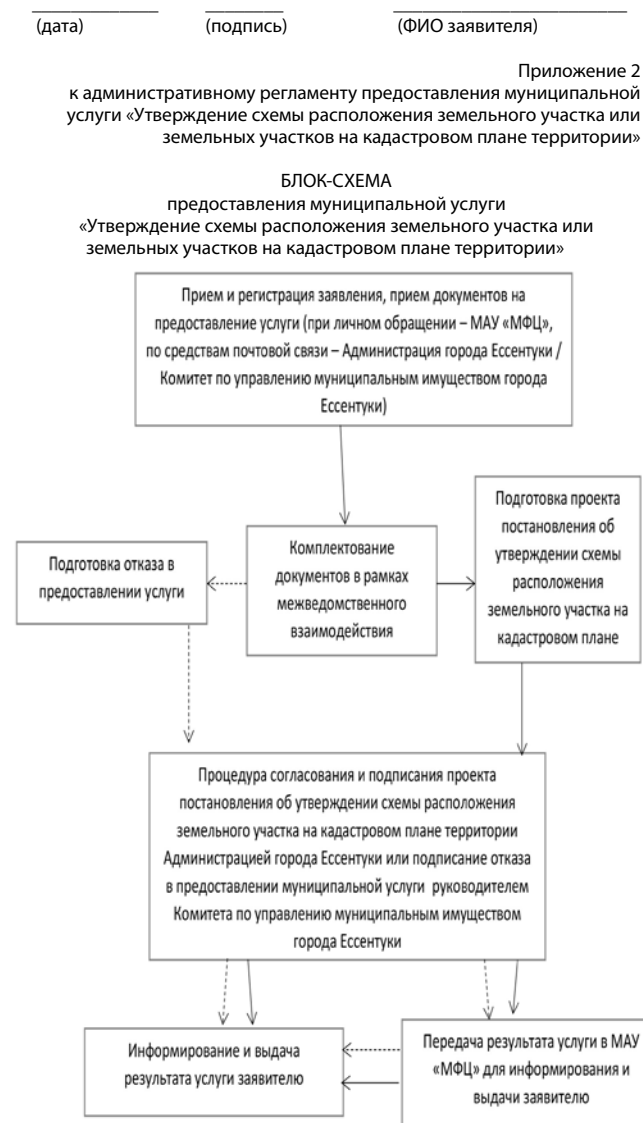 (дата) (подпись) (ФИО заявителя)
Приложение 2
к административному регламенту предоставления муниципальной
услуги «Утверждение схемы расположения земельного участка или
земельных участков на кадастровом плане территории»
БЛОК-СХЕМА
предоставления муниципальной услуги
«Утверждение схемы расположения земельного участка или
земельных участков на кадастровом плане территории»
Прием и регистрация заявления, прием документов на
предоставление услуги (при личном обращении – МАУ «МФЦ»,
по средствам почтовой связи – Администрация города Ессентуки /
Комитет по управлению муниципальным имуществом города
Ессентуки)
Подготовка отказа в
предоставлении услуги
Комплектование
документов в рамках
межведомственного
взаимодействия
Подготовка проекта
постановления об
утверждении схемы
расположения
земельного участка на
кадастровом плане
Процедура согласования и подписания проекта
постановления об утверждении схемы расположения
земельного участка на кадастровом плане территории
Администрацией города Ессентуки или подписание отказа
в предоставлении муниципальной услуги руководителем
Комитета по управлению муниципальным имуществом
города Ессентуки
Информирование и выдача
результата услуги заявителю
Передача результата услуги в МАУ
«МФЦ» для информирования и
выдачи заявителю